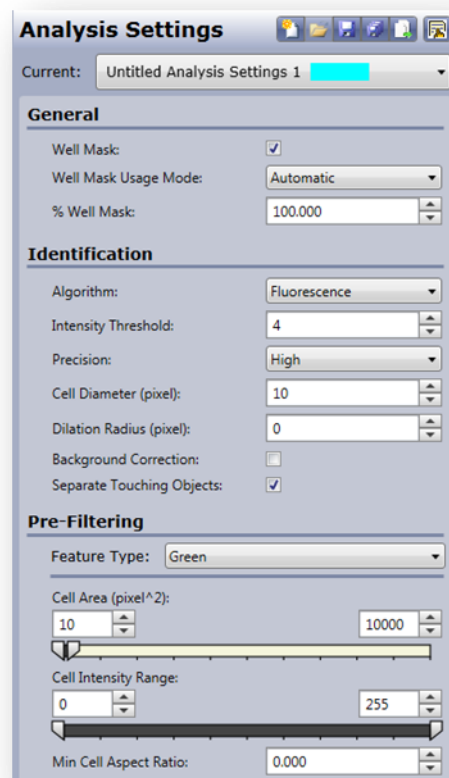 Analysis Settings
Current: Untitled Analysis Settings 1
General
Well Mask:
Well Mask Usage Mode: Automatic
% Well Mask: 100.000
Identification
Algorithm: Fluorescence
Intensity Threshold: 4
Precision: High
Cell Diameter (pixel): 10
Dilation Radius (pixel): 0
Background Correction:
Separate Touching Objects:
Pre-Filtering
Feature Type: Green
Cell Area (pixel^2):
10 10000
Cell Intensity Range:
0 255
Min Cell Aspect Ratio: 0.000